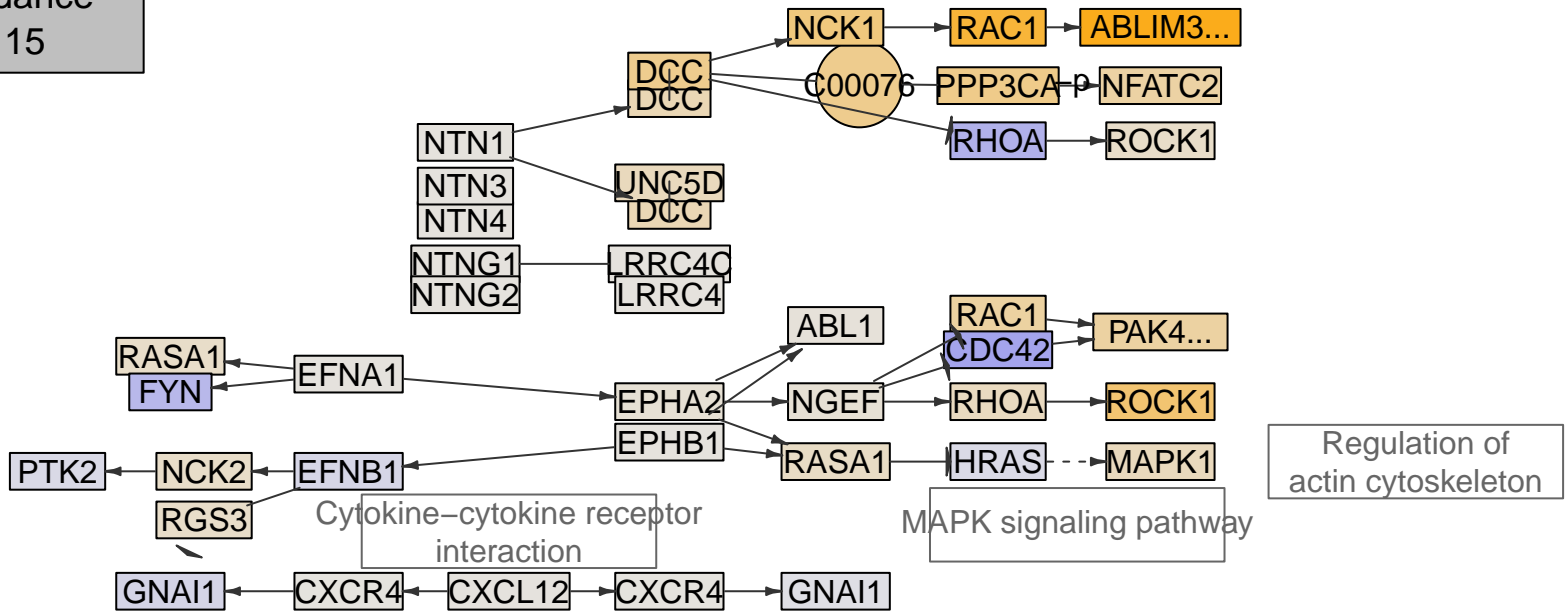 15
NCK1
RAC1
ABLIM3...
DCC
DCC
C00076
PPP3CA
+p
NFATC2
RHOA
ROCK1
NTN1
NTN3
NTN4
UNC5D
DCC
NTNG1
NTNG2
LRRC4C
LRRC4
ABL1
RAC1
CDC42
PAK4...
RASA1
FYN
EFNA1
EPHA2
EPHB1
NGEF
RHOA
ROCK1
RASA1
HRAS
MAPK1
PTK2
NCK2
EFNB1
RGS3
Cytokine−cytokine receptor
interaction
MAPK signaling pathway
Regulation of
actin cytoskeleton
GNAI1
CXCR4
CXCL12
CXCR4
GNAI1